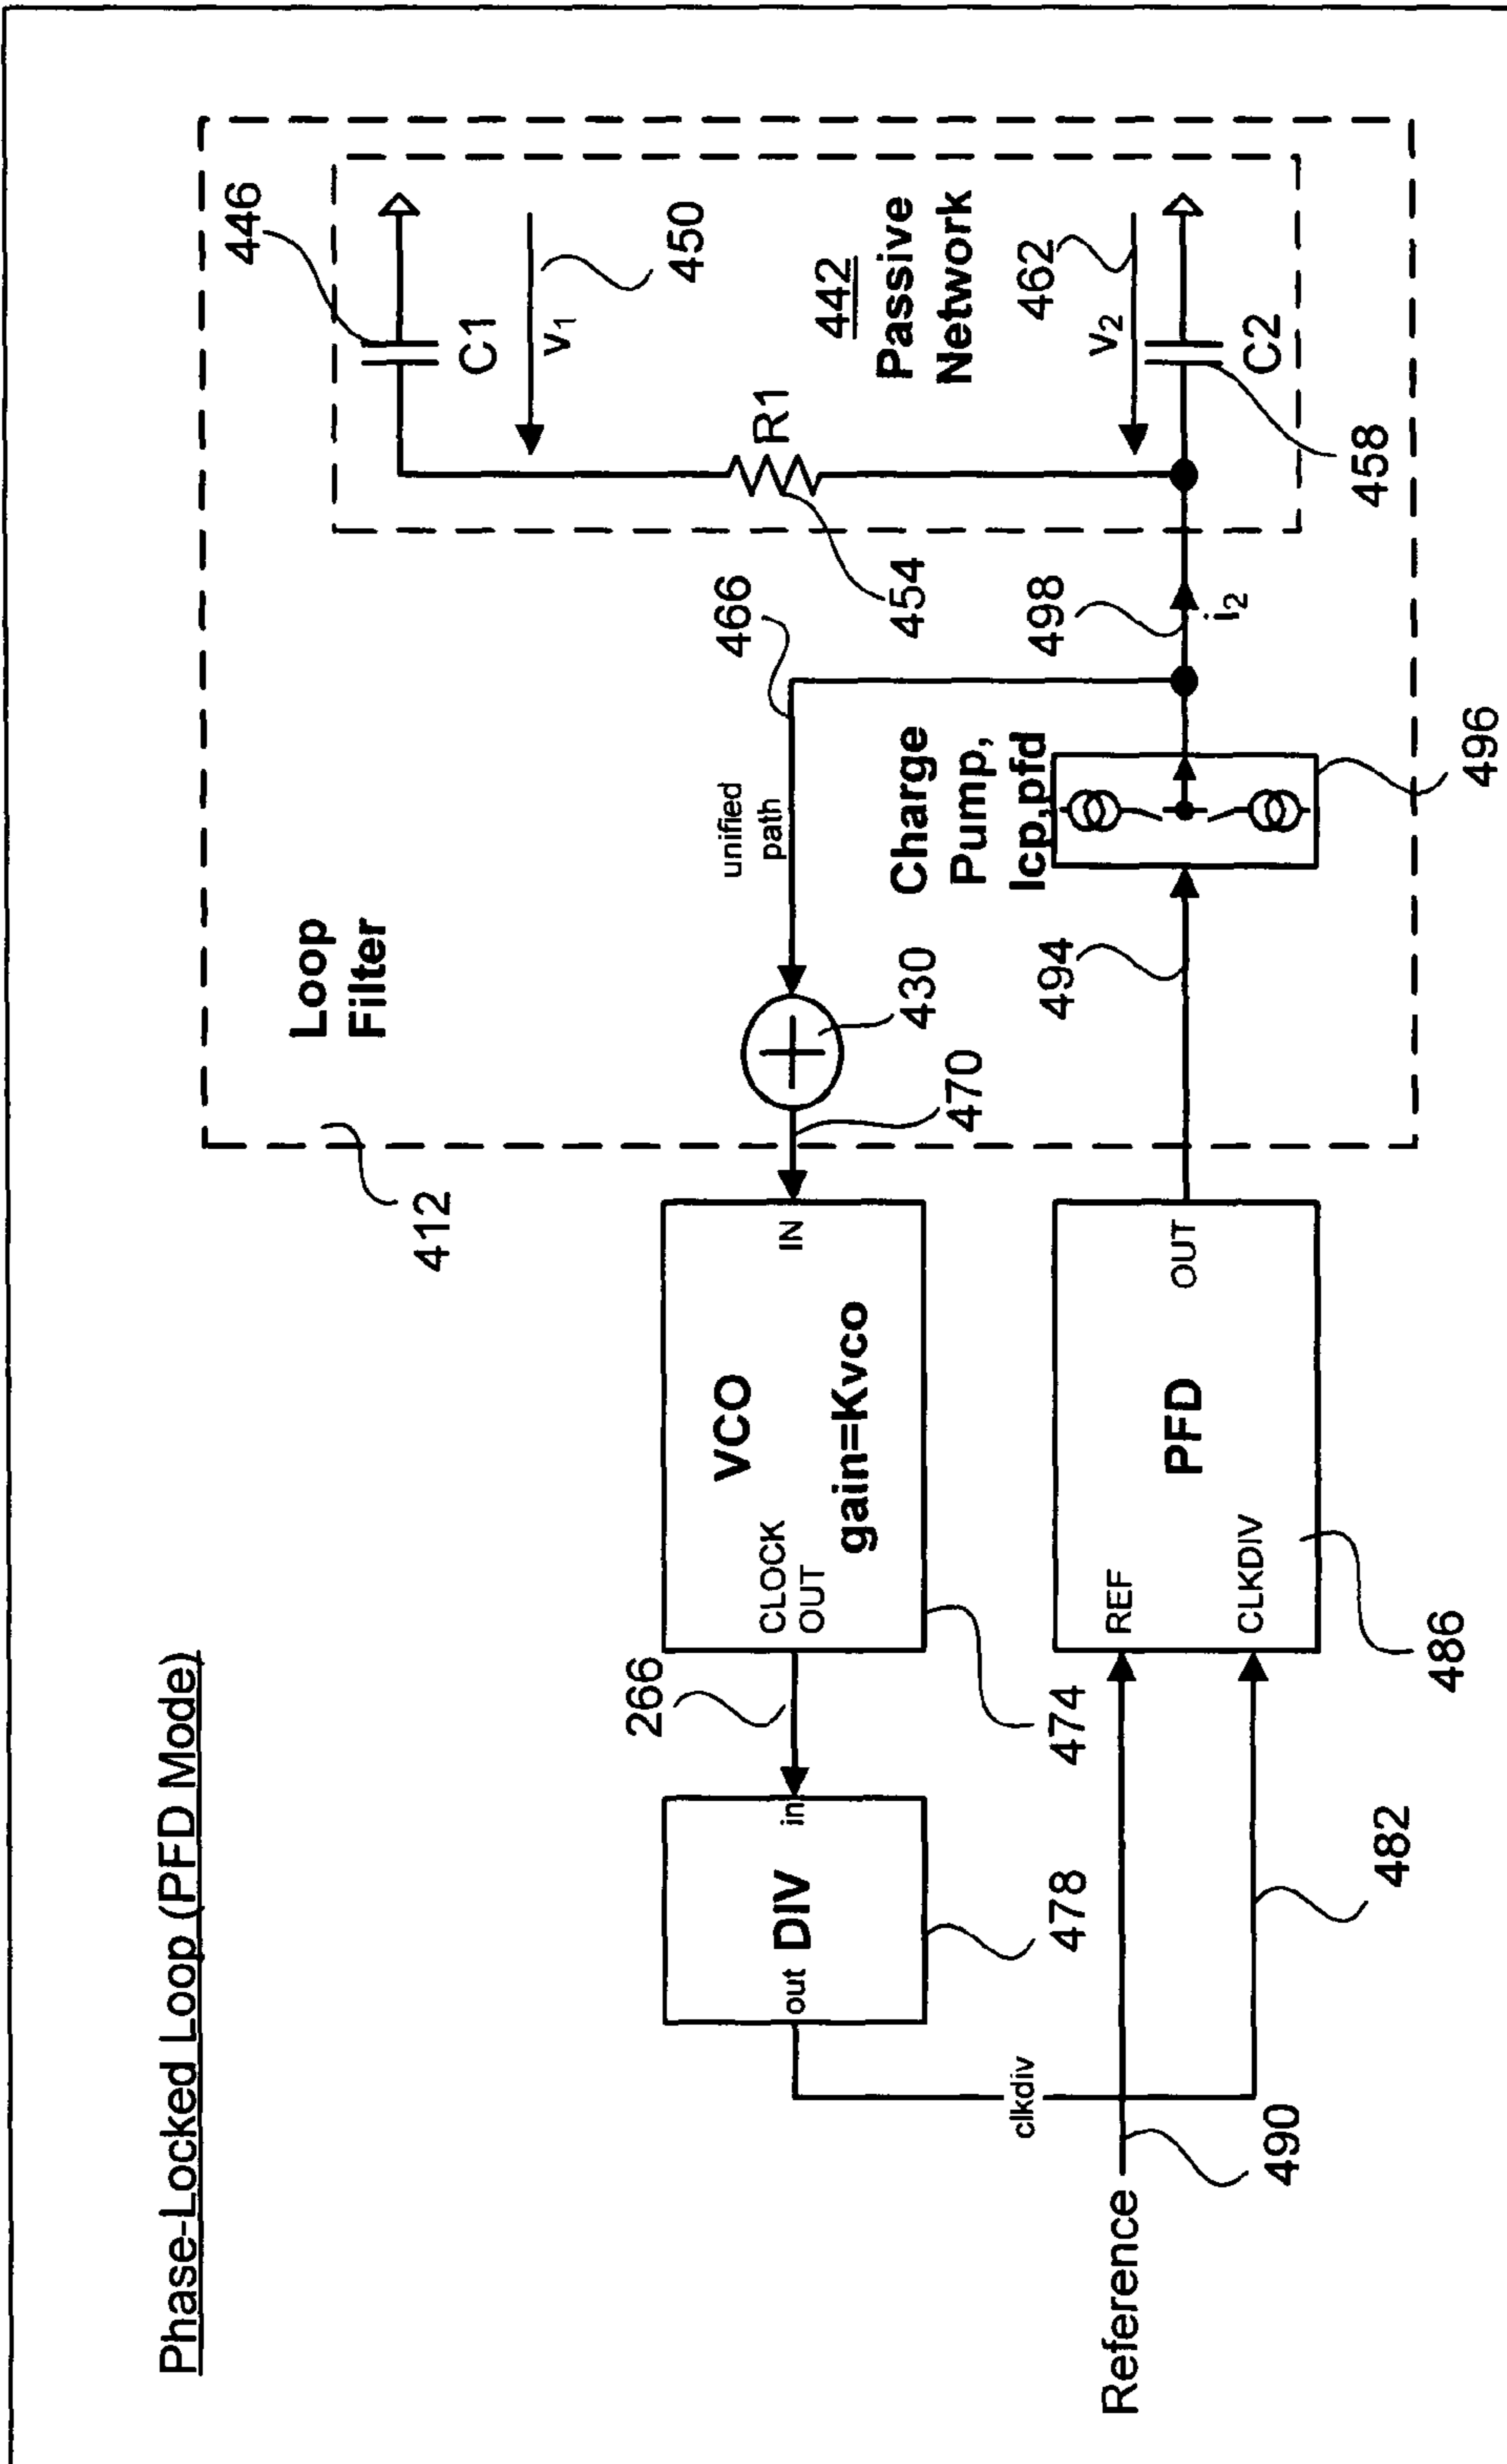 Phase-Locked Loop (PFD Mode)
Loop
Filter
412
446
C1
450
v1
442
Passive
Network
R1
454
462
v2
C2
458
466
unified
path
430
470
498
i2
Charge
Pump,
Icp,pfd
496
494
VCO
IN
CLOCK
OUT
gain=Kvco
474
266
in
DIV
out
478
clkdiv
Reference
490
482
REF
PFD
OUT
CLKDIV
486